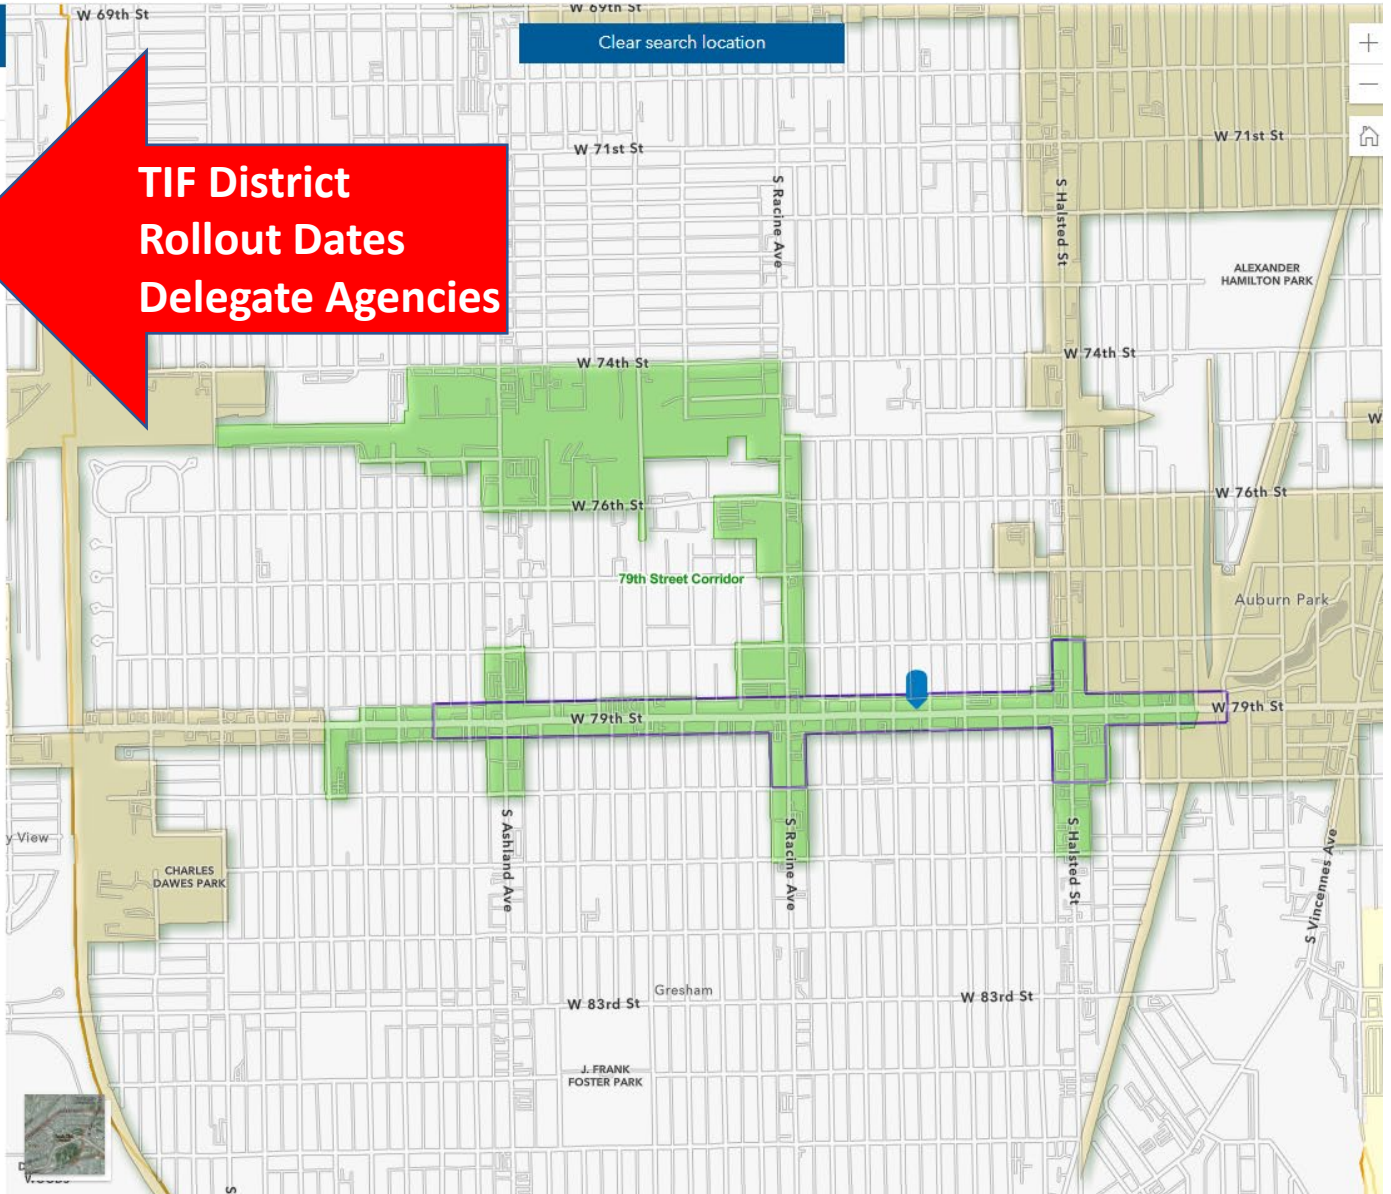 W 69th St
W 69th St
Clear search location
TIF District
Rollout Dates
Delegate Agencies
W 71st St
W 71st St
S Racine Ave
S Halsted St
ALEXANDER
HAMILTON PARK
W 74th St
W 74th St
W
W 76th St
W 76th St
79th Street Corridor
Auburn Park
W 79th St
W 79th St
S Ashland Ave
S Racine Ave
S Halsted St
S Vincennes Ave
y View
CHARLES
DAWES PARK
Gresham
W 83rd St
W 83rd St
J. FRANK
FOSTER PARK
S